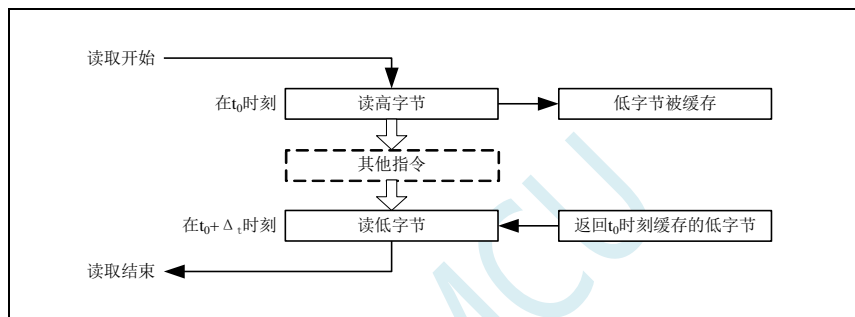 读取开始
在t₀时刻
读高字节
低字节被缓存
其他指令
在t₀+Δₜ时刻
读低字节
返回t₀时刻缓存的低字节
读取结束
MCU